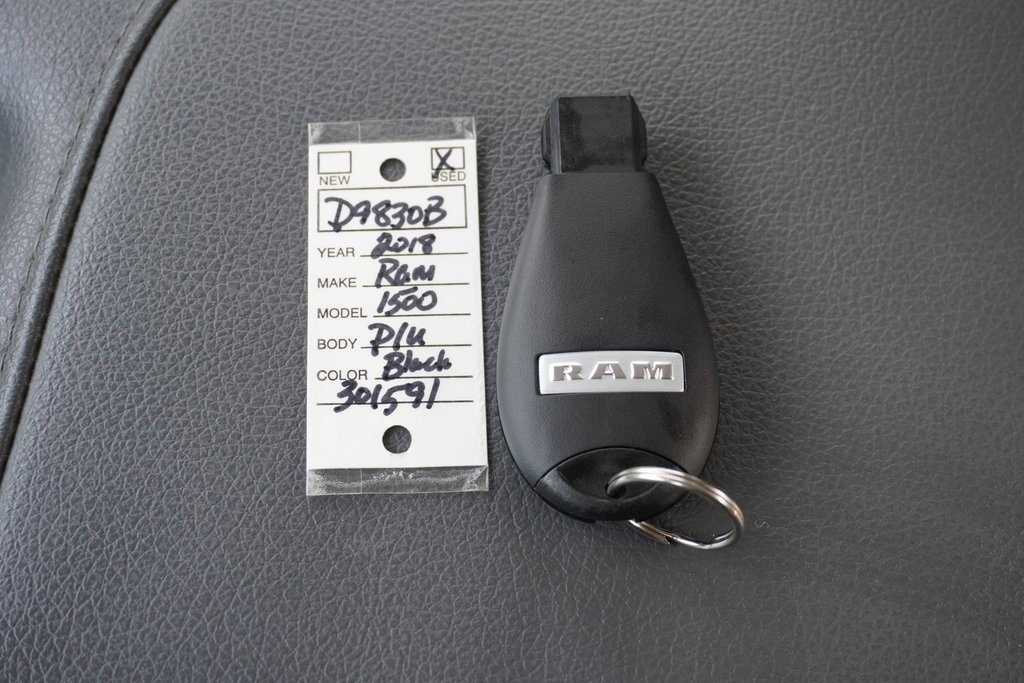 X
NEW USED
D9830B
YEAR 2018
MAKE Ram
MODEL 1500
BODY P/U
COLOR Black
301591
RAM